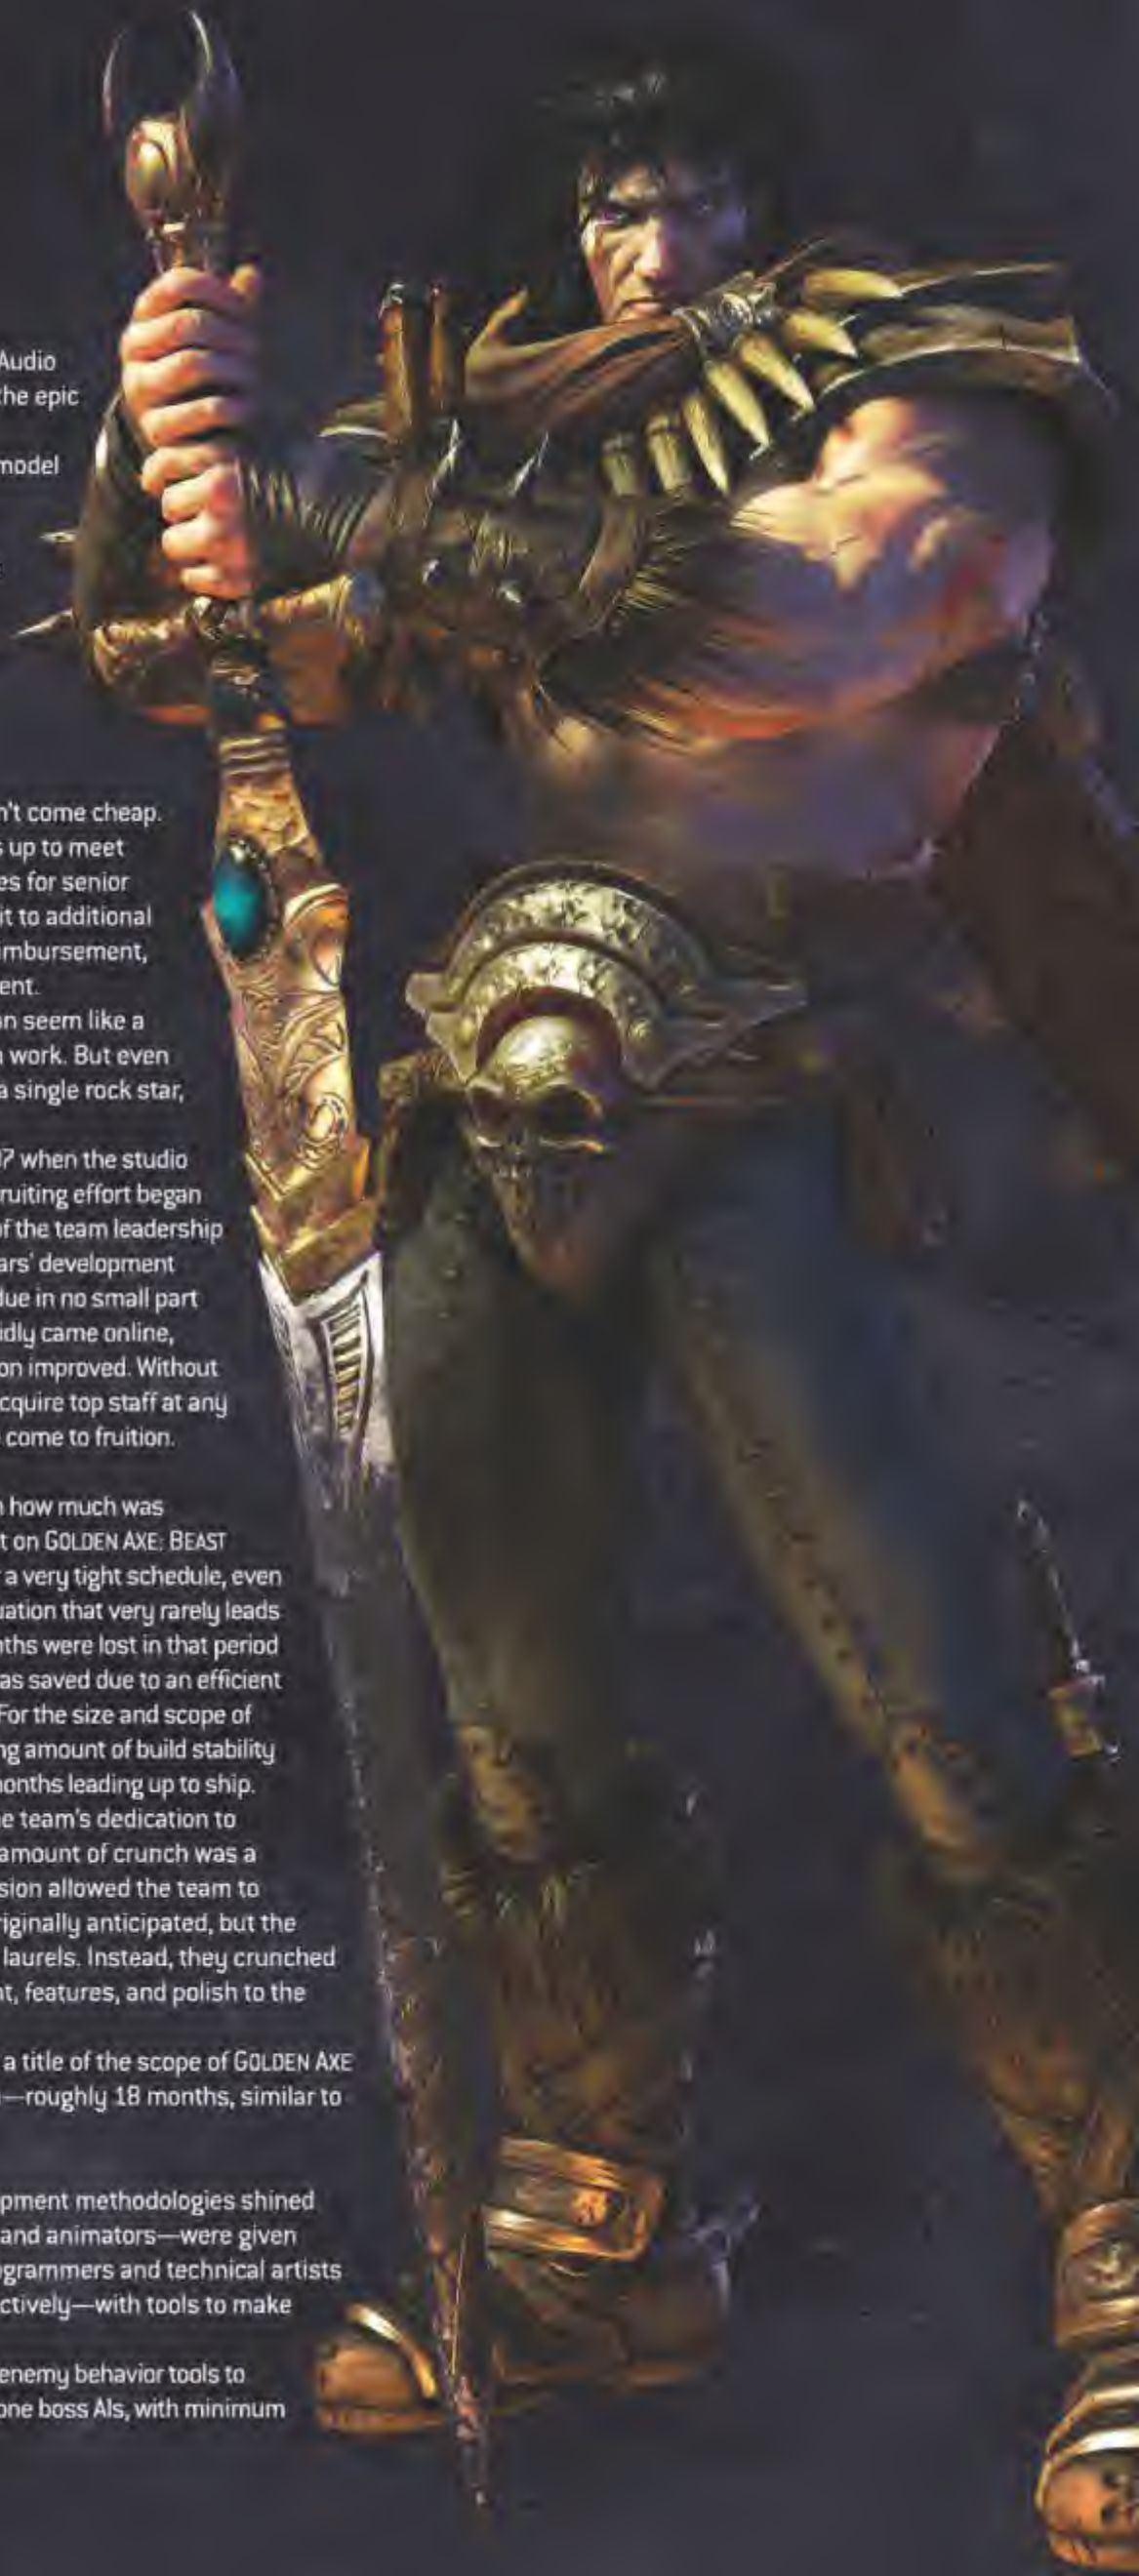 Audio
the epic
model
n't come cheap.
s up to meet
es for senior
it to additional
imbursement,
ent.
an seem like a
n work. But even
a single rock star,
07 when the studio
ruiting effort began
of the team leadership
ars' development
due in no small part
idly came online,
on improved. Without
cquire top staff at any
come to fruition.
n how much was
t on GOLDEN AXE: BEAST
r a very tight schedule, even
uation that very rarely leads
nths were lost in that period
as saved due to an efficient
For the size and scope of
ng amount of build stability
months leading up to ship.
he team's dedication to
amount of crunch was a
sion allowed the team to
riginally anticipated, but the
laurels. Instead, they crunched
nt, features, and polish to the
a title of the scope of GOLDEN AXE
—roughly 18 months, similar to
pment methodologies shined
and animators—were given
grammers and technical artists
ctively—with tools to make
enemy behavior tools to
one boss AIs, with minimum